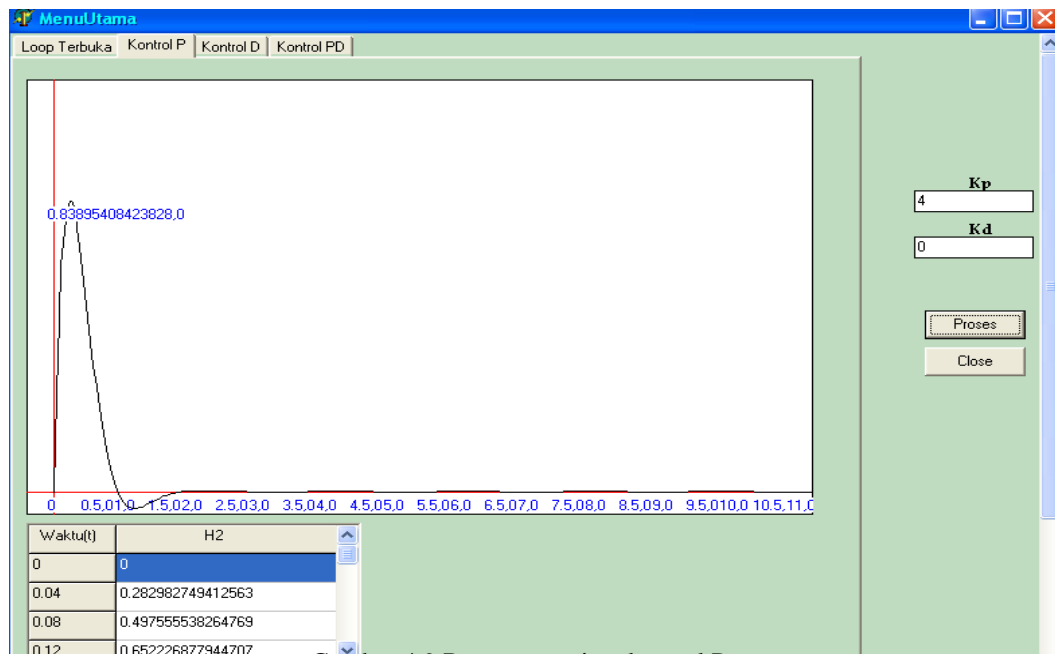 MenuUtama
Loop Terbuka Kontrol P Kontrol D Kontrol PD
Kp
4
0.83895408423828,0
Kd
0
Proses
Close
0 0.5,01,0 1.5,02,0 2.5,03,0 3.5,04,0 4.5,05,0 5.5,06,0 6.5,07,0 7.5,08,0 8.5,09,0 9.5,010,0 10.5,11,0
Waktu(t) H2
0 0
0.04 0.282982749412563
0.08 0.497555538264769
0.12 0.652226877944707